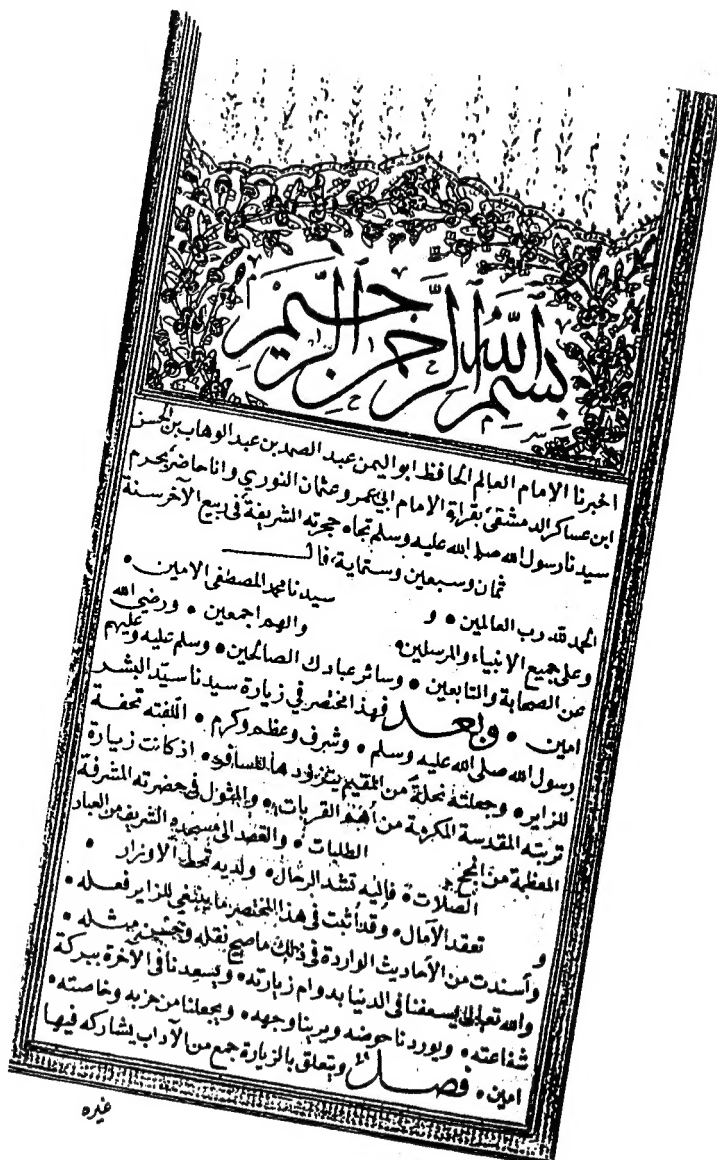 بسم الله الرحمن الرحيم
اخبرنا الامام العالم الحافظ ابو اليمن عبد الصمد بن عبد الوهاب بن الحسن
ابن عساكر الدمشقي بقراءة الامام ابي عمرو عثمان النوري وانا حاضر بحرم
سيدنا رسول الله صلى الله عليه وسلم تجاه حجرته الشريفة في ربيع الآخر سنة
ثمان وسبعين وستماية، قال
الحمد لله رب العالمين • و سيدنا محمد المصطفى الامين •
وعلى جميع الانبياء والمرسلين • والهم اجمعين • ورضي الله
عن الصحابة والتابعين • وسائر عبادك الصالحين • وسلم عليه وعليهم
امين • وبعد فهذا مختصر في زيارة سيدنا سيد البشر
رسول الله صلى الله عليه وسلم • وشرف وعظم وكرم • الفته تحفة
للزاير • وجعلته نحلة من المقيم يتزود ها المسافر • اذ كانت زيارة
تربته المقدسة المكرمة من اهم القربات • والمثول في حضرته المشرفة
المعظمة من انجح الطلبات • والقصد الى مسجده الشريف من العباد
الصلات • فاليه تشد الرحال • ولديه تحط الاوزار •
و تعقد الآمال • وقد اثبت في هذا المختصر ما ينبغي للزاير فعله •
وأسندت من الأحاديث الواردة في ذلك ما صح نقله وتحسن مثله •
والله تعالى يسعفنا في الدنيا بدوام زيارته • ويسعدنا في الآخرة ببركة
شفاعته • ويوردنا حوضه ويرينا وجهه • ويجعلنا من حزبه وخاصته •
امين • فصل ويتعلق بالزيارة جمع من الآداب يشاركه فيها
غيره